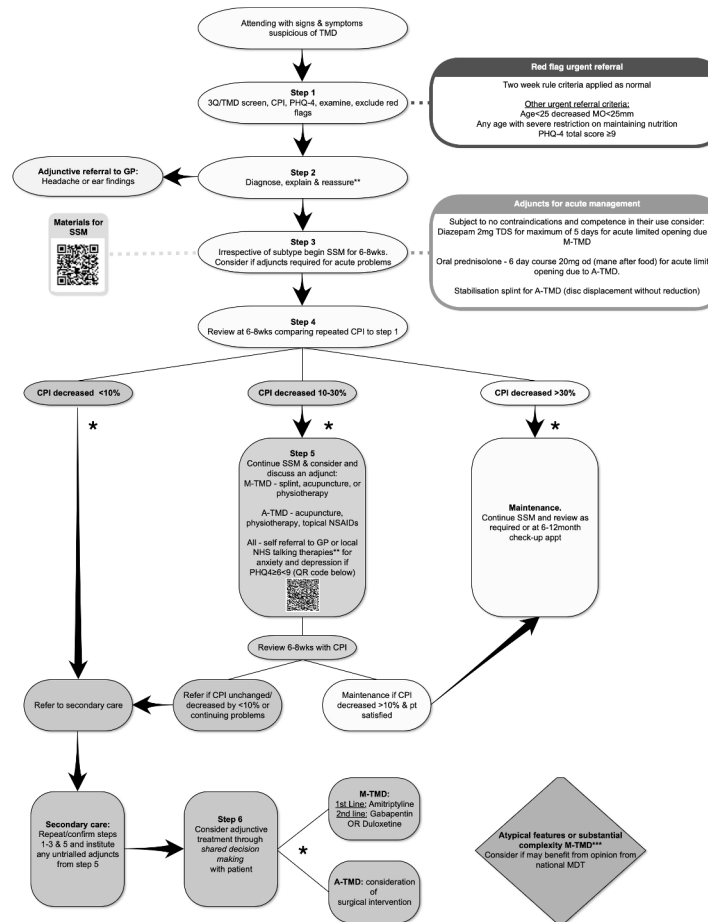 Attending with signs & symptoms
suspicious of TMD
Step 1
3Q/TMD screen, CPI, PHQ-4, examine, exclude red
flags
Red flag urgent referral
Two week rule criteria applied as normal
Other urgent referral criteria:
Age<25 decreased MO<25mm
Any age with severe restriction on maintaining nutrition
PHQ-4 total score ≥9
Adjunctive referral to GP:
Headache or ear findings
Step 2
Diagnose, explain & reassure**
Materials for
SSM
Step 3
Irrespective of subtype begin SSM for 6-8wks.
Consider if adjuncts required for acute problems
Adjuncts for acute management
Subject to no contraindications and competence in their use consider:
Diazepam 2mg TDS for maximum of 5 days for acute limited opening due
M-TMD
Oral prednisolone - 6 day course 20mg od (mane after food) for acute limit
opening due to A-TMD.
Stabilisation splint for A-TMD (disc displacement without reduction)
Step 4
Review at 6-8wks comparing repeated CPI to step 1
CPI decreased <10%
CPI decreased 10-30%
CPI decreased >30%
*
*
*
Step 5
Continue SSM & consider and
discuss an adjunct:
M-TMD - splint, acupuncture, or
physiotherapy
A-TMD - acupuncture,
physiotherapy, topical NSAIDs
All - self referral to GP or local
NHS talking therapies** for
anxiety and depression if
PHQ4≥6<9 (QR code below)
Maintenance.
Continue SSM and review as
required or at 6-12month
check-up appt
Review 6-8wks with CPI
Refer to secondary care
Refer if CPI unchanged/
decreased by <10% or
continuing problems
Maintenance if CPI
decreased >10% & pt
satisfied
Secondary care:
Repeat/confirm steps
1-3 & 5 and institute
any untrialled adjuncts
from step 5
Step 6
Consider adjunctive
treatment through
shared decision
making
with patient
*
M-TMD:
1st Line: Amitriptyline
2nd line: Gabapentin
OR Duloxetine
A-TMD: consideration
of
surgical intervention
Atypical features or substantial
complexity M-TMD***
Consider if may benefit from opinion from
national MDT